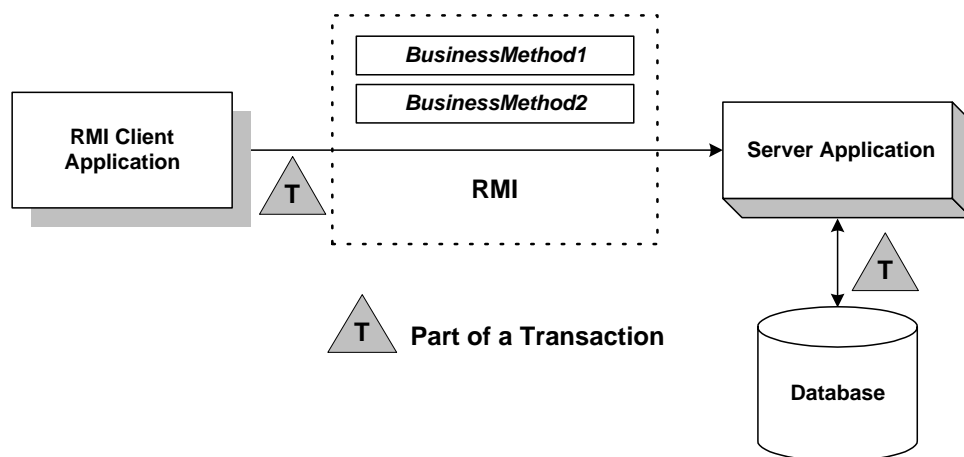 BusinessMethod1
BusinessMethod2
RMI Client
Application
Server Application
T
RMI
T
T
Part of a Transaction
Database